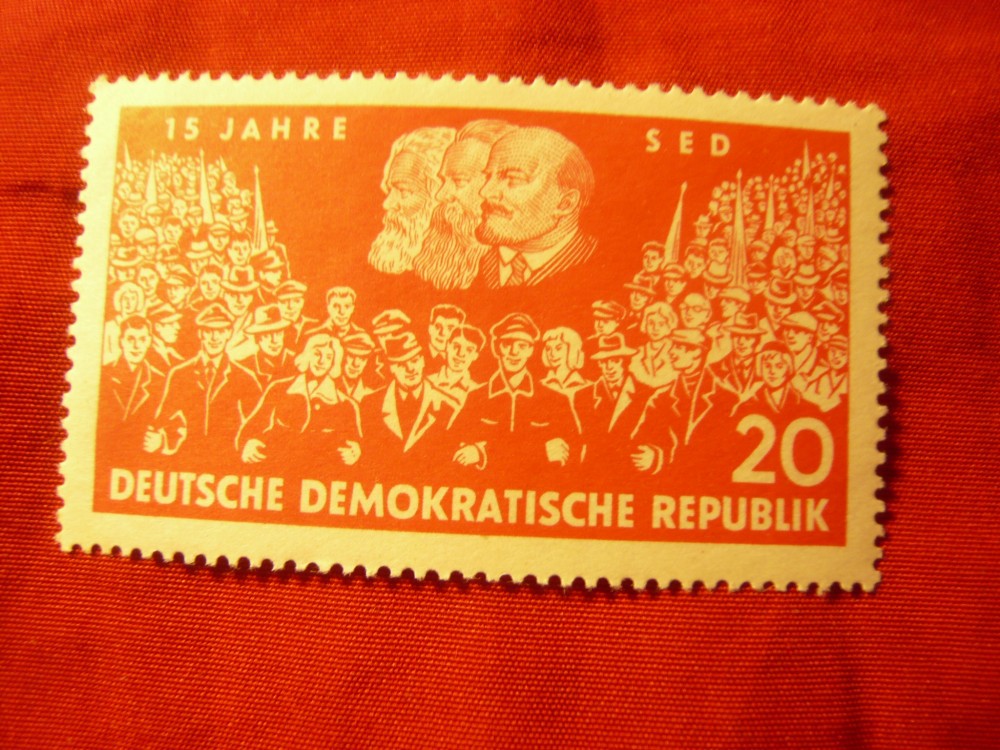 15 JAHRE SED
20
DEUTSCHE DEMOKRATISCHE REPUBLIK